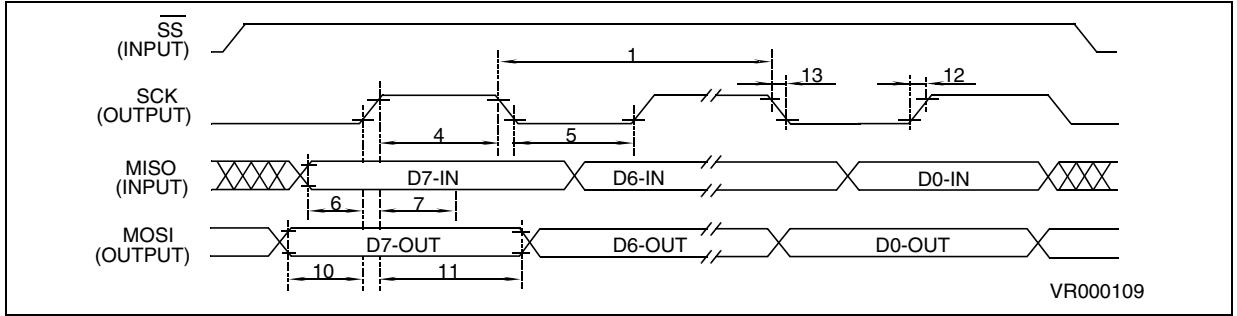 SS
(INPUT)
1
13
12
SCK
(OUTPUT)
4
5
MISO
(INPUT)
D7-IN
D6-IN
D0-IN
6
7
MOSI
(OUTPUT)
D7-OUT
D6-OUT
D0-OUT
10
11
VR000109